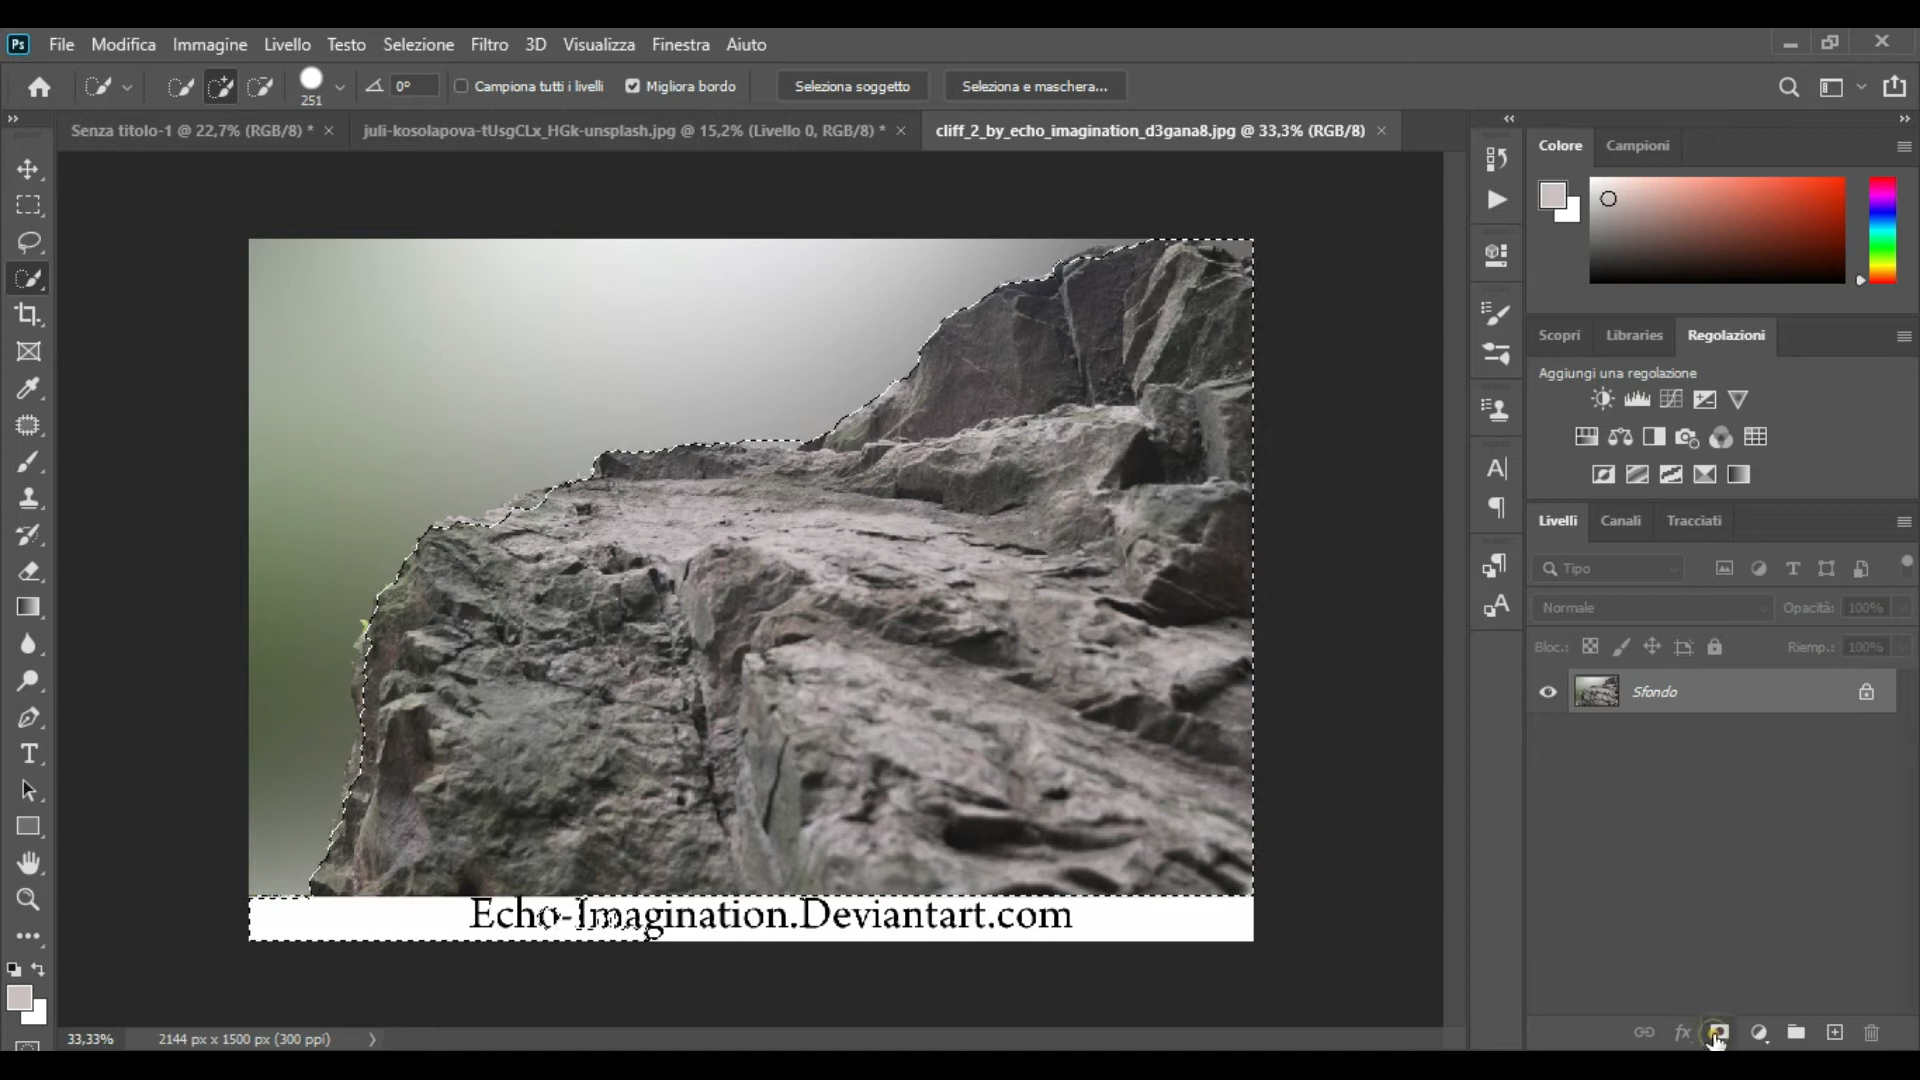 Ps File Modifica Immagine Livello Testo Selezione Filtro 3D Visualizza Finestra Aiuto
251 0° Campiona tutti i livelli Migliora bordo Seleziona soggetto Seleziona e maschera...
Senza titolo-1 @ 22,7% (RGB/8) * juli-kosolapova-tUsgCLx_HGk-unsplash.jpg @ 15,2% (Livello 0, RGB/8) * cliff_2_by_echo_imagination_d3gana8.jpg @ 33,3% (RGB/8)
Colore Campioni
Scopri Libraries Regolazioni
Aggiungi una regolazione
Livelli Canali Tracciati
Tipo
Normale Opacità: 100%
Bloc.: Riemp.: 100%
Sfondo
Echo-Imagination.Deviantart.com
33,33% 2144 px x 1500 px (300 ppi)